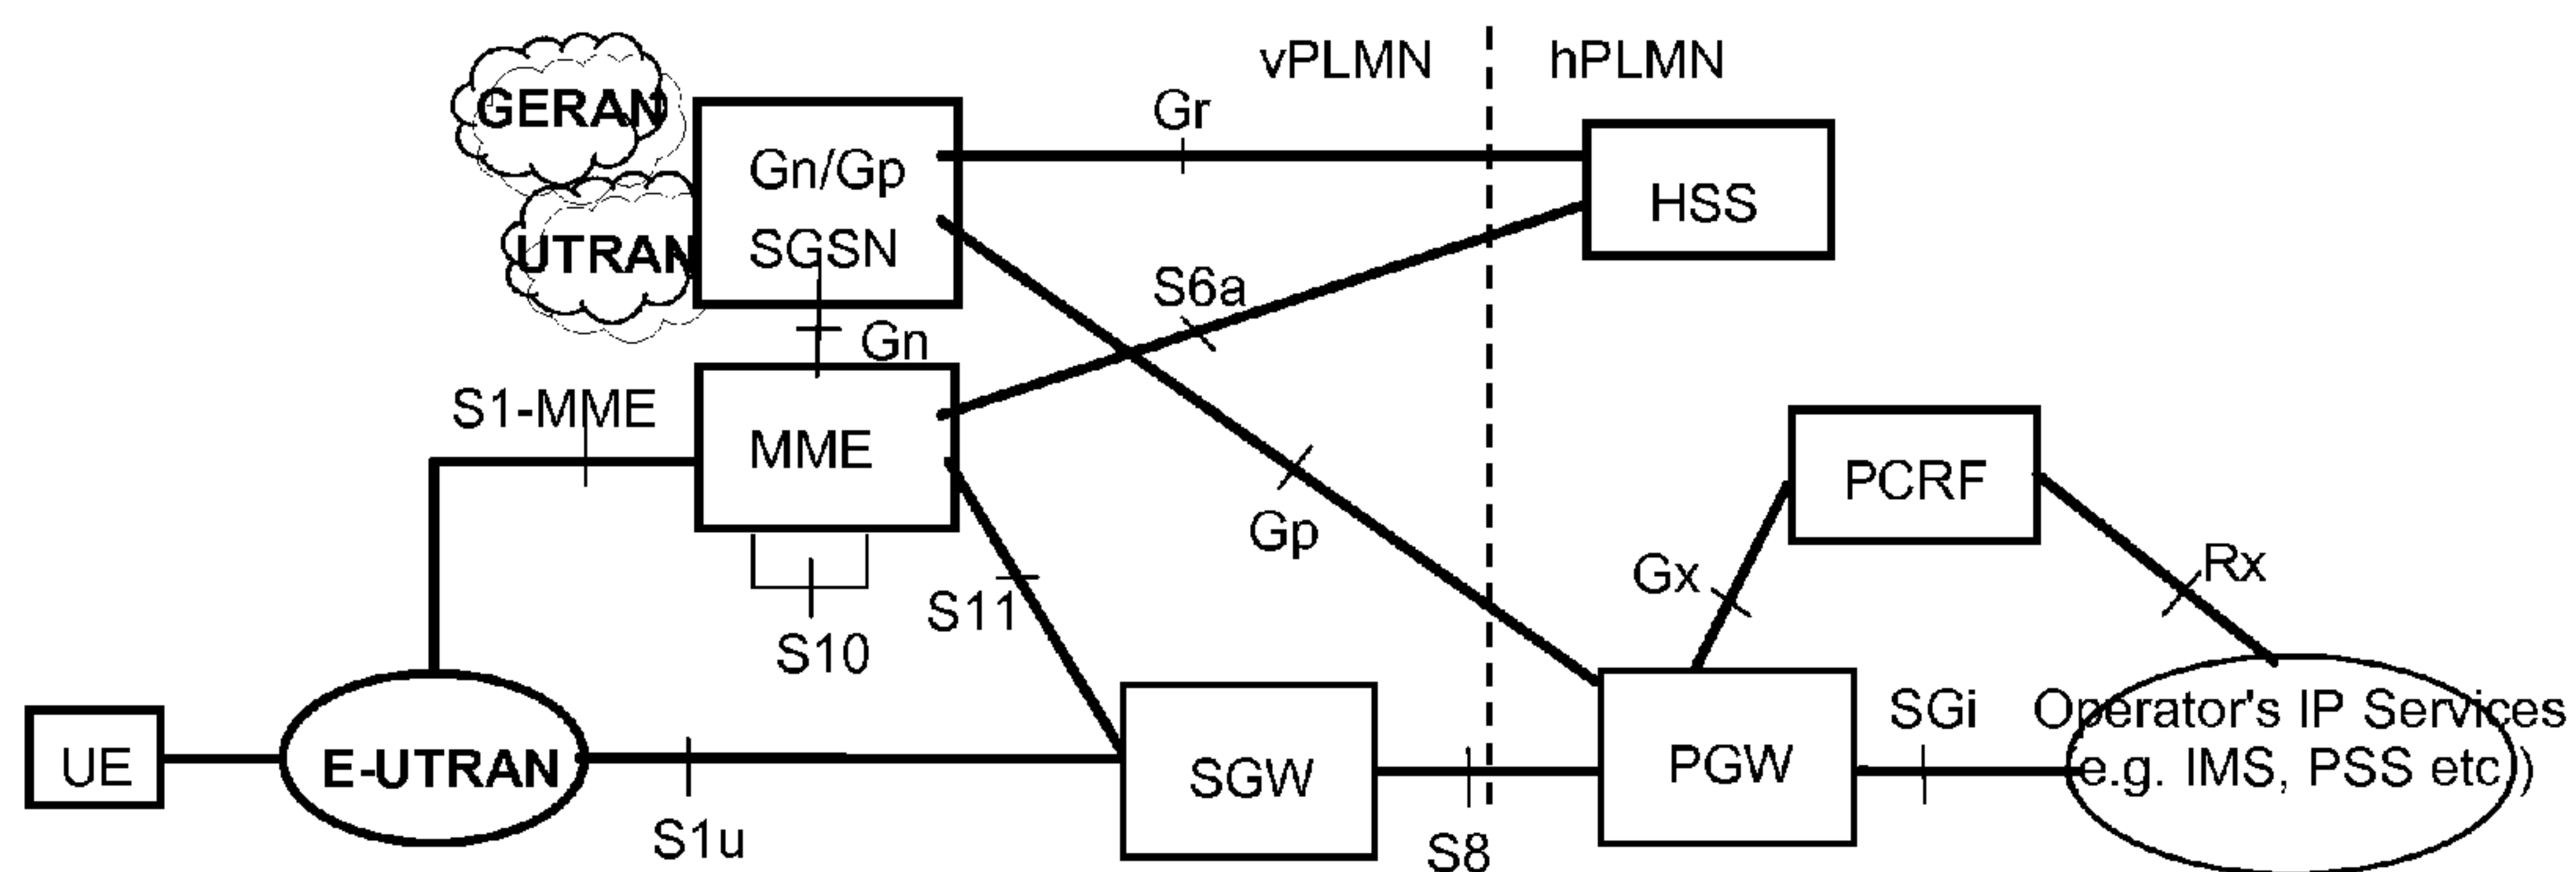 vPLMN
hPLMN
GERAN
Gr
Gn/Gp
SGSN
HSS
UTRAN
S6a
Gn
S1-MME
MME
PCRF
Gp
Gx
Rx
S11
S10
UE
E-UTRAN
SGW
PGW
SGi
Operator's IP Services
e.g. IMS, PSS etc.)
S1u
S8